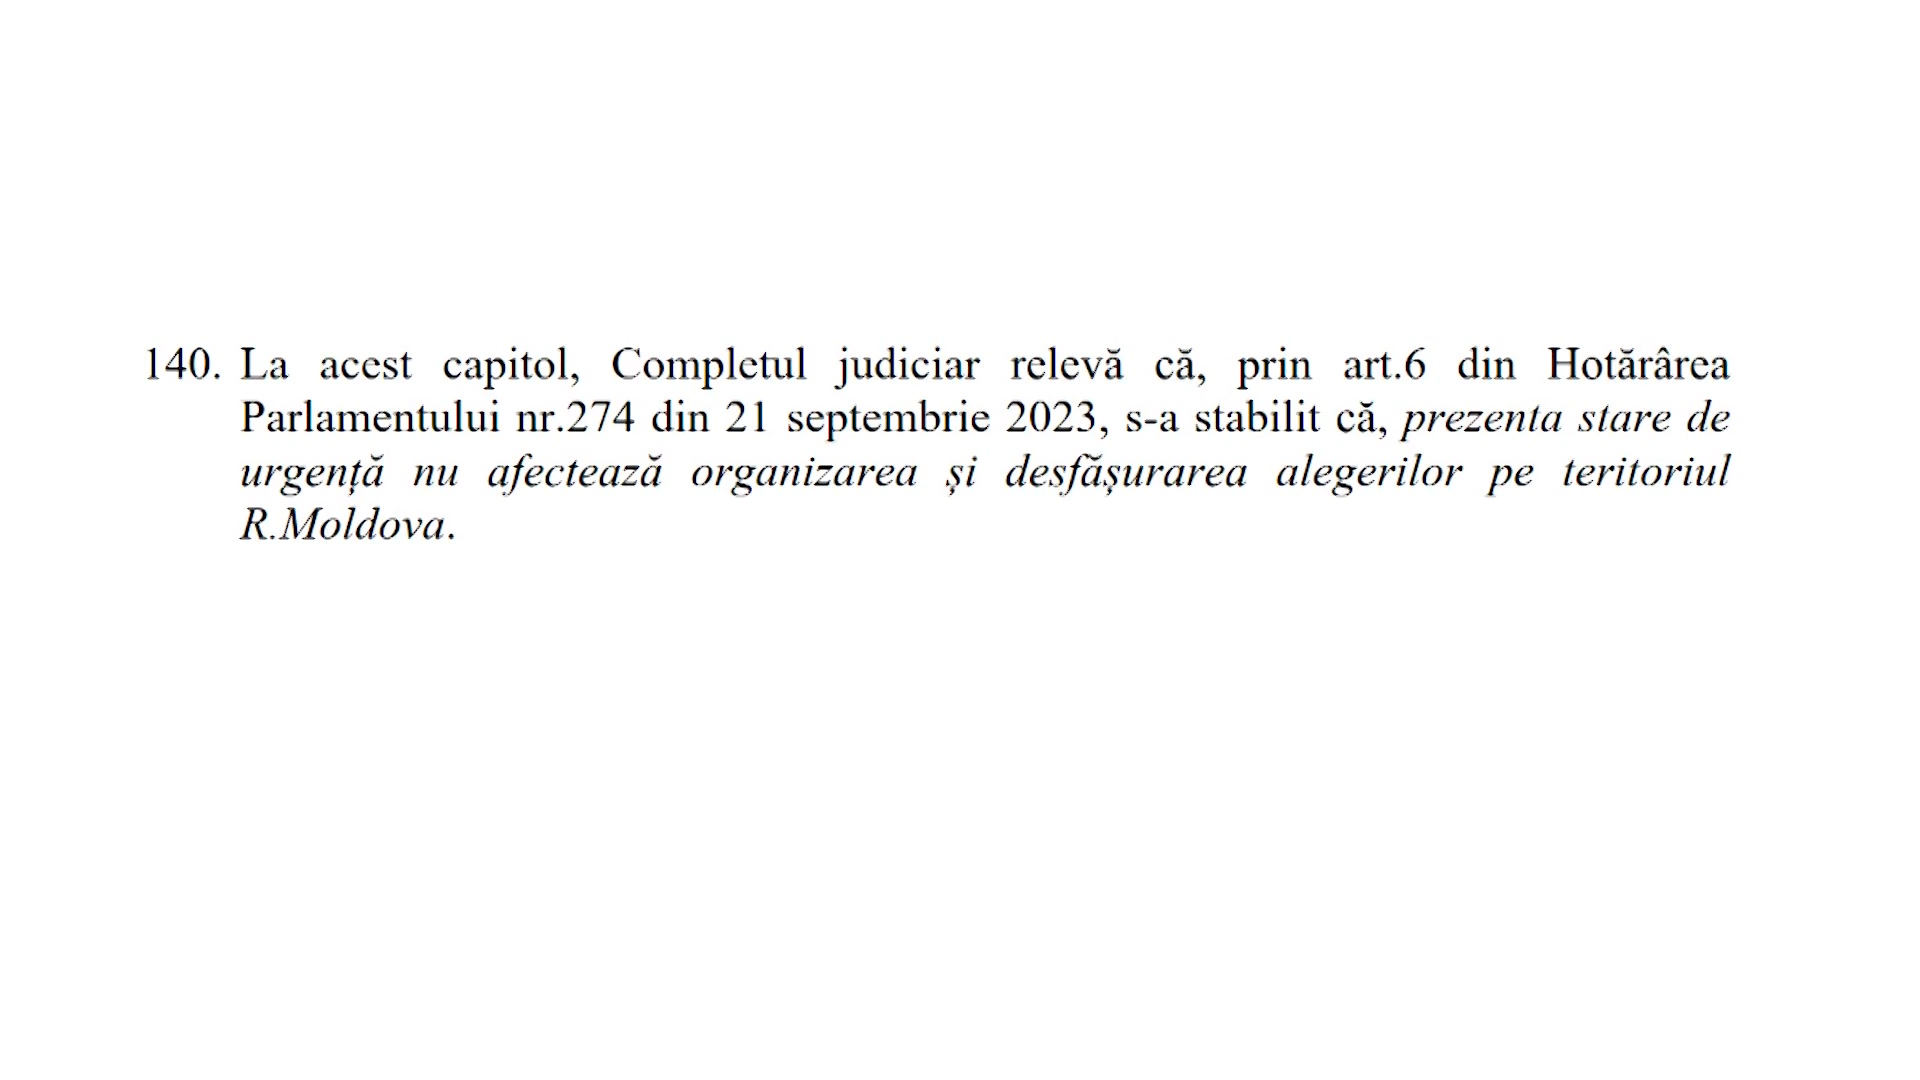 140. La acest capitol, Completul judiciar relevă că, prin art.6 din Hotărârea
Parlamentului nr.274 din 21 septembrie 2023, s-a stabilit că, prezenta stare de
urgență nu afectează organizarea și desfășurarea alegerilor pe teritoriul
R.Moldova.